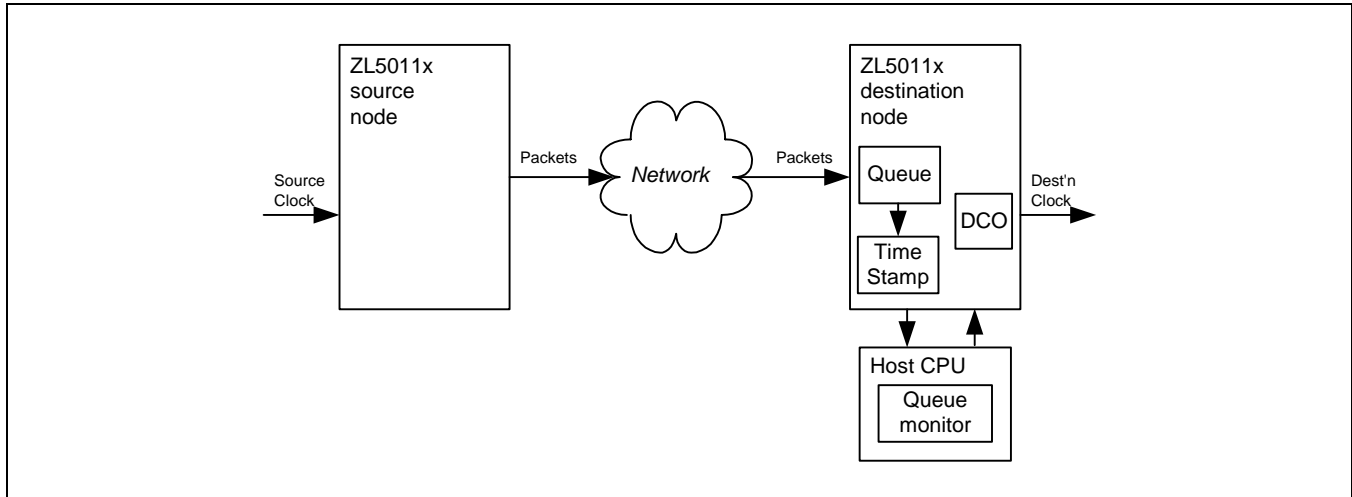 ZL5011x
source
node
Source
Clock
Packets
Network
Packets
ZL5011x
destination
node
Queue
Time
Stamp
DCO
Dest'n
Clock
Host CPU
Queue
monitor